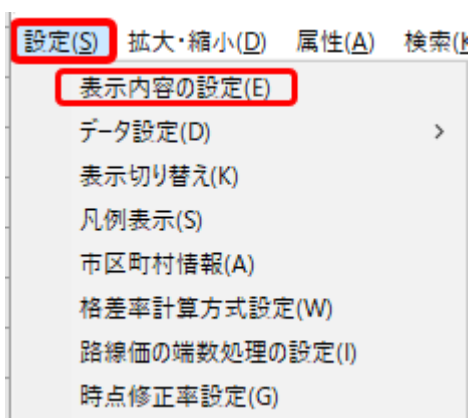 設定(S) 拡大・縮小(D) 属性(A) 検索(
表示内容の設定(E)
データ設定(D) >
表示切り替え(K)
凡例表示(S)
市区町村情報(A)
格差率計算方式設定(W)
路線価の端数処理の設定(I)
時点修正率設定(G)